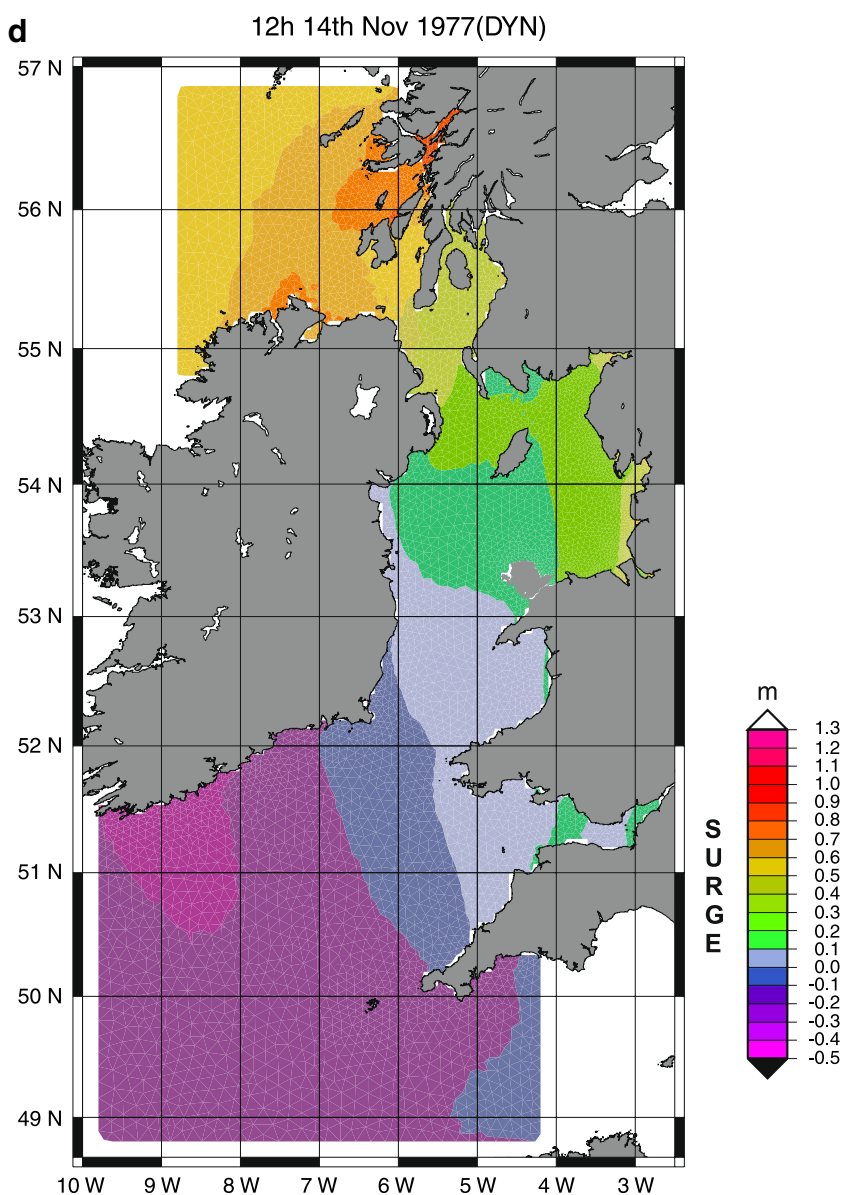 d
12h 14th Nov 1977(DYN)
57 N
56 N
55 N
54 N
53 N
52 N
51 N
50 N
49 N
10 W 9 W 8 W 7 W 6 W 5 W 4 W 3 W
S
U
R
G
E
m
1.3
1.2
1.1
1.0
0.9
0.8
0.7
0.6
0.5
0.4
0.3
0.2
0.1
0.0
-0.1
-0.2
-0.3
-0.4
-0.5